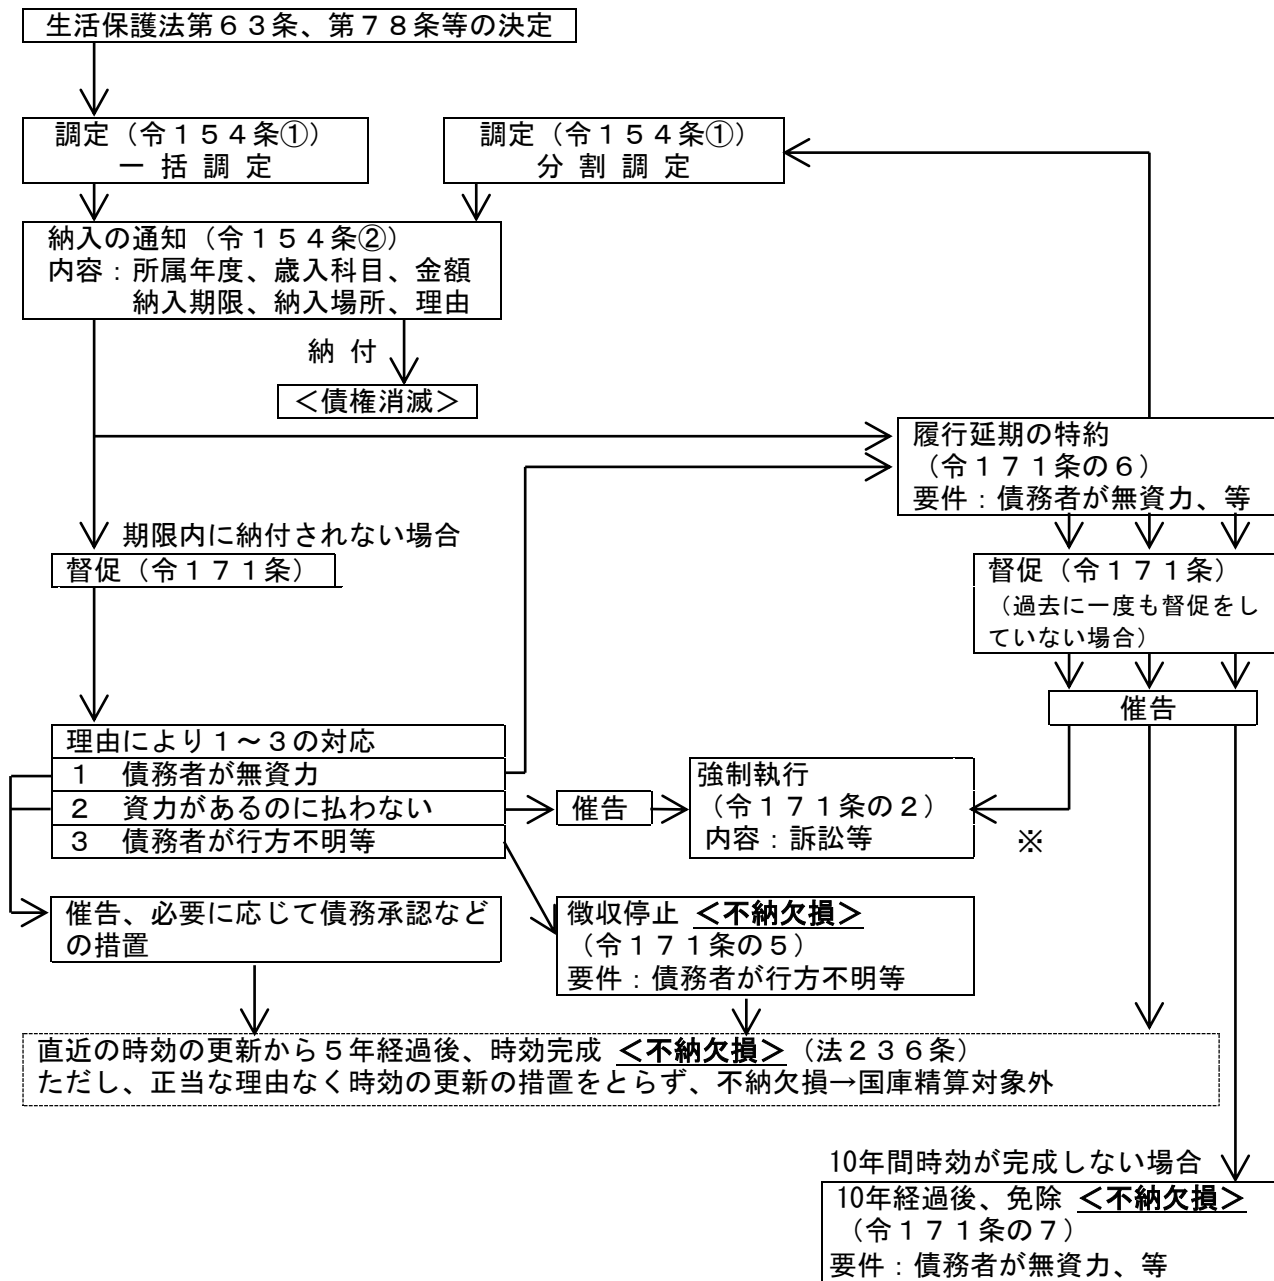 生活保護法第６３条、第７８条等の決定
調定（令１５４条①）
一 括 調 定
調定（令１５４条①）
分 割 調 定
納入の通知（令１５４条②）
内容：所属年度、歳入科目、金額
納入期限、納入場所、理由
納 付
＜債権消滅＞
履行延期の特約
（令１７１条の６）
要件：債務者が無資力、等
期限内に納付されない場合
督促（令１７１条）
督促（令１７１条）
（過去に一度も督促をし
ていない場合）
催告
理由により１～３の対応
１ 債務者が無資力
２ 資力があるのに払わない
３ 債務者が行方不明等
催告
強制執行
（令１７１条の２）
内容：訴訟等
※
催告、必要に応じて債務承認など
の措置
徴収停止 ＜不納欠損＞
（令１７１条の５）
要件：債務者が行方不明等
直近の時効の更新から５年経過後、時効完成 ＜不納欠損＞（法２３６条）
ただし、正当な理由なく時効の更新の措置をとらず、不納欠損→国庫精算対象外
10年間時効が完成しない場合
10年経過後、免除 ＜不納欠損＞
（令１７１条の７）
要件：債務者が無資力、等